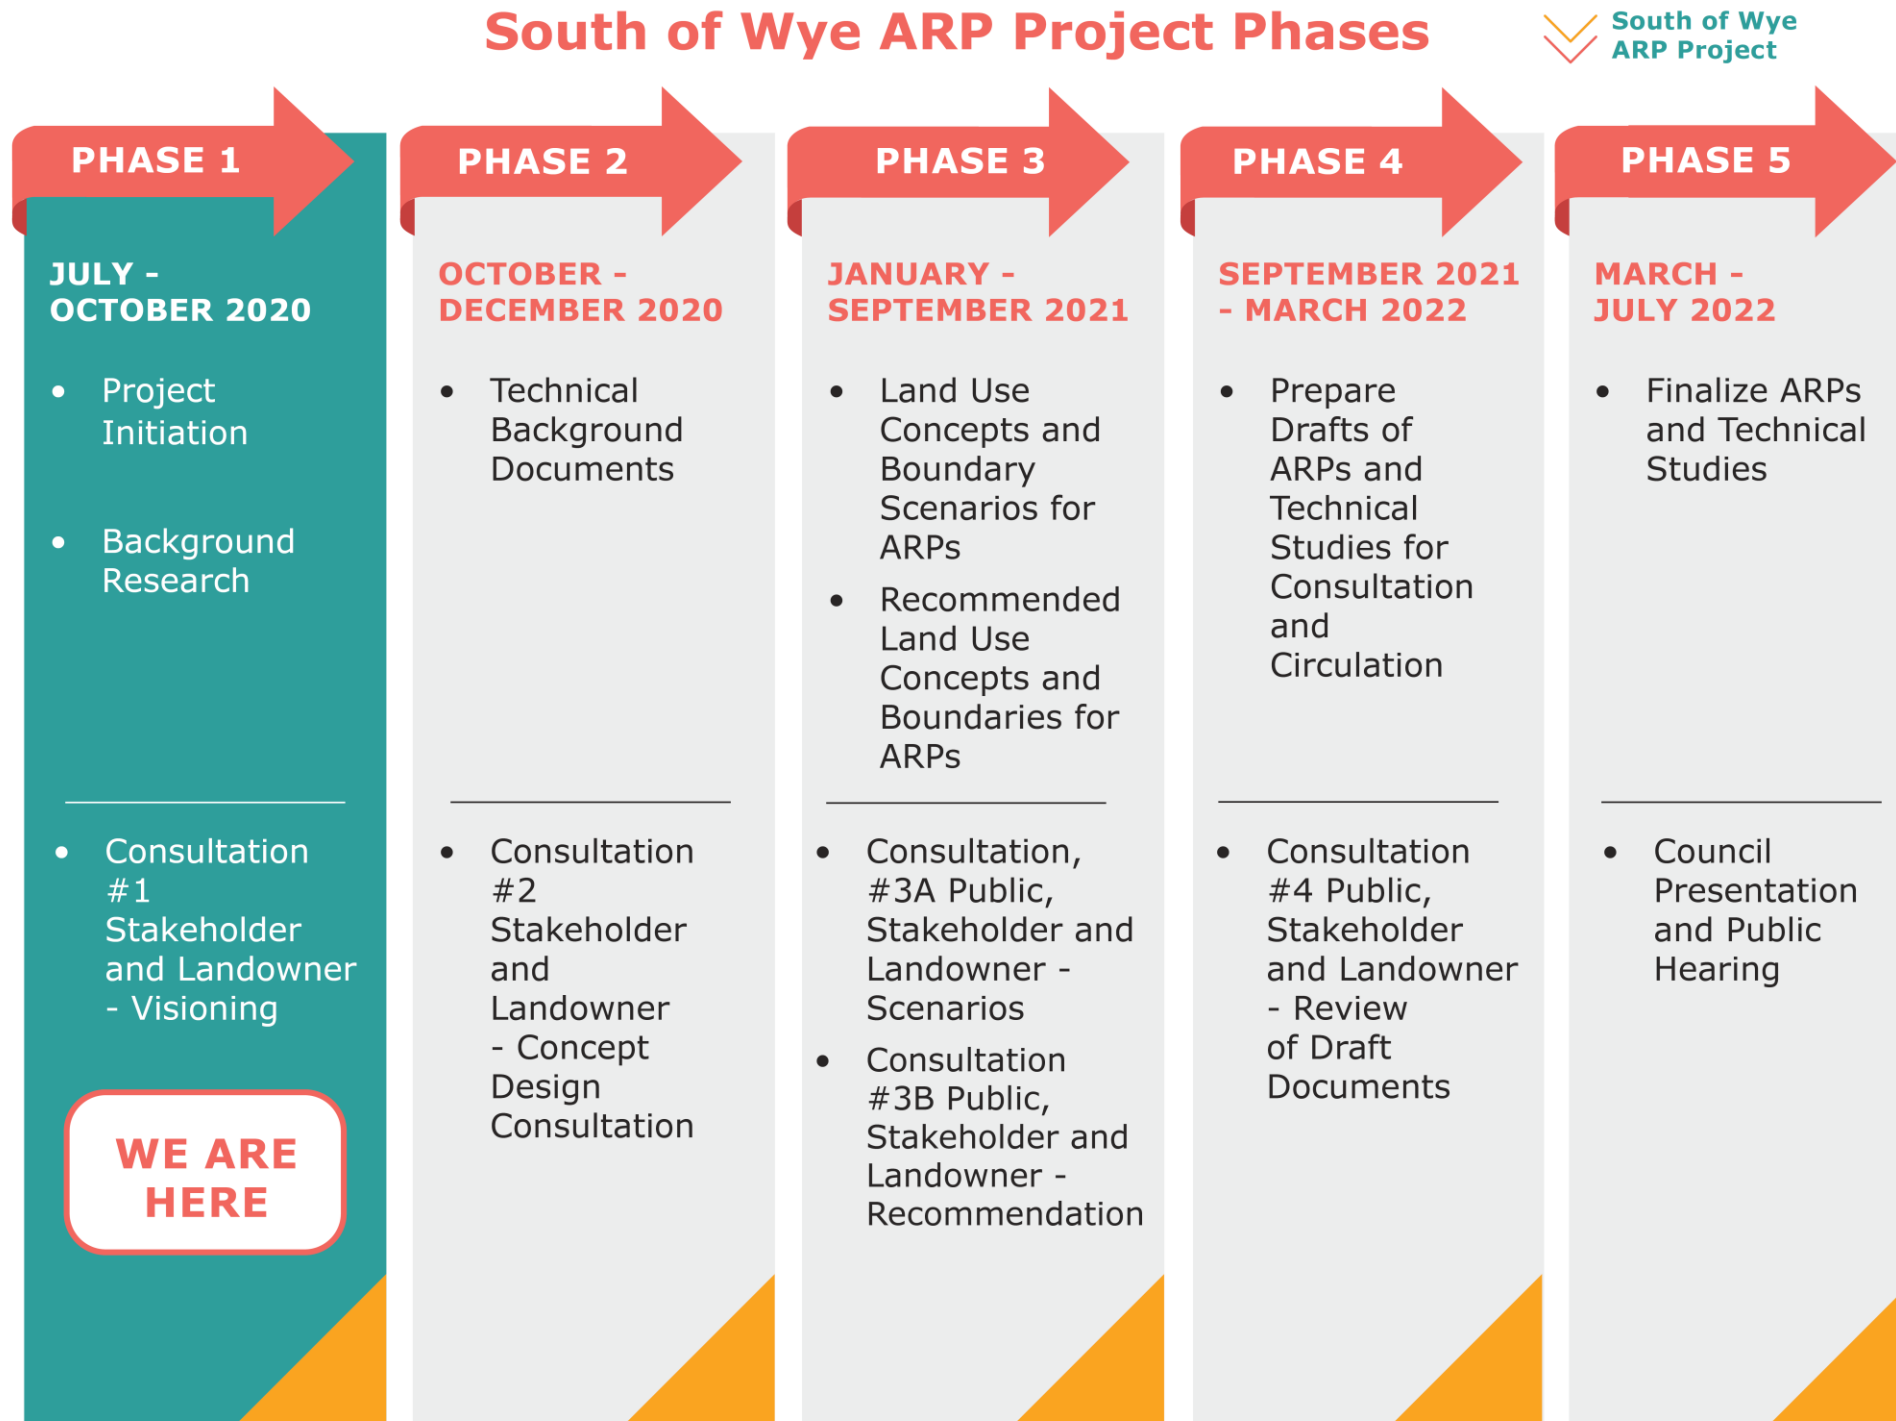 South of Wye ARP Project Phases
South of Wye
ARP Project
PHASE 1
JULY -
OCTOBER 2020
• Project
Initiation
• Background
Research
• Consultation
#1
Stakeholder
and Landowner
- Visioning
WE ARE
HERE
PHASE 2
OCTOBER -
DECEMBER 2020
• Technical
Background
Documents
• Consultation
#2
Stakeholder
and
Landowner
- Concept
Design
Consultation
PHASE 3
JANUARY -
SEPTEMBER 2021
• Land Use
Concepts and
Boundary
Scenarios for
ARPs
• Recommended
Land Use
Concepts and
Boundaries for
ARPs
• Consultation,
#3A Public,
Stakeholder and
Landowner -
Scenarios
• Consultation
#3B Public,
Stakeholder and
Landowner -
Recommendation
PHASE 4
SEPTEMBER 2021
- MARCH 2022
• Prepare
Drafts of
ARPs and
Technical
Studies for
Consultation
and
Circulation
• Consultation
#4 Public,
Stakeholder
and Landowner
- Review
of Draft
Documents
PHASE 5
MARCH -
JULY 2022
• Finalize ARPs
and Technical
Studies
• Council
Presentation
and Public
Hearing